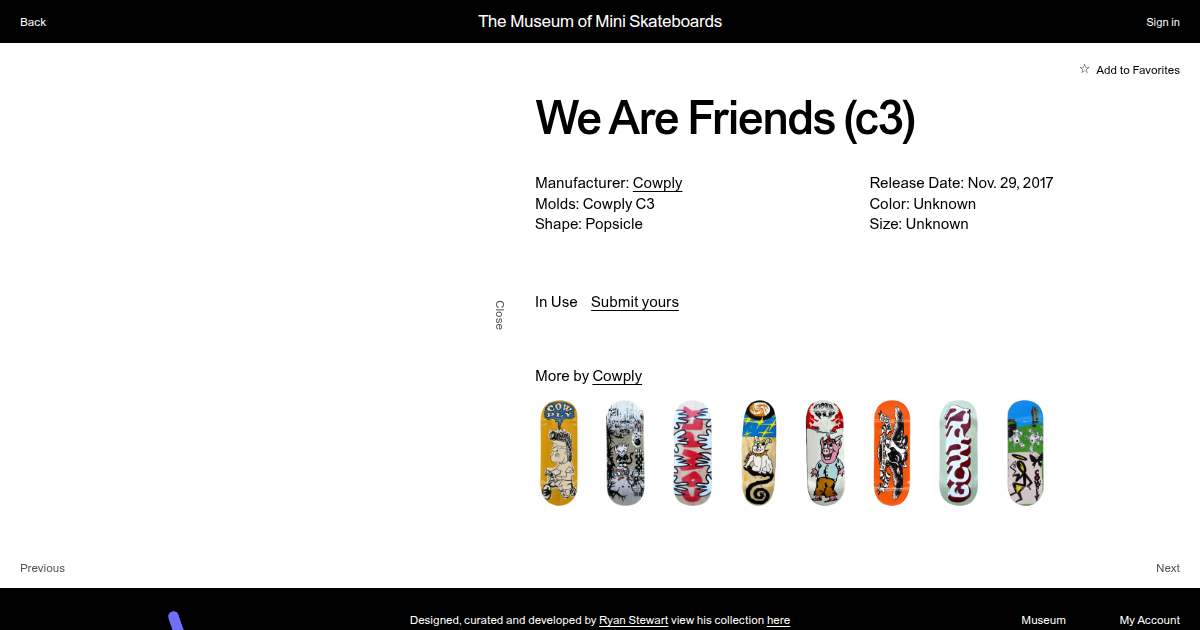 Back
The Museum of Mini Skateboards
Sign in
☆ Add to Favorites
We Are Friends (c3)
Manufacturer: Cowply
Molds: Cowply C3
Shape: Popsicle
Release Date: Nov. 29, 2017
Color: Unknown
Size: Unknown
Close
In Use Submit yours
More by Cowply
COW
PLY
Previous
Next
Designed, curated and developed by Ryan Stewart view his collection here
Museum
My Account